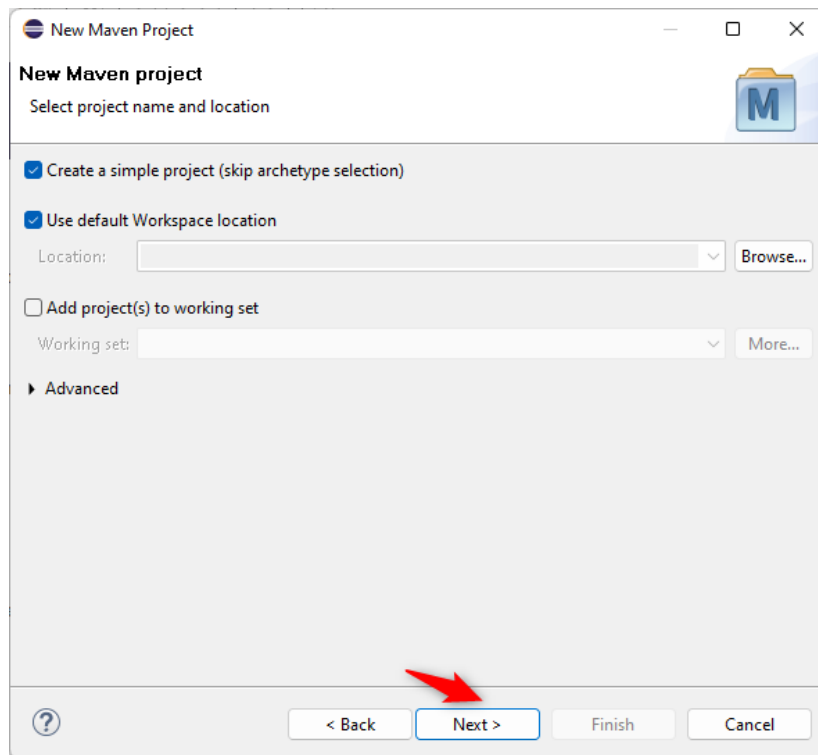 New Maven Project
New Maven project
Select project name and location
M
Create a simple project (skip archetype selection)
Use default Workspace location
Location:
Browse...
Add project(s) to working set
Working set:
More...
Advanced
?
< Back
Next >
Finish
Cancel